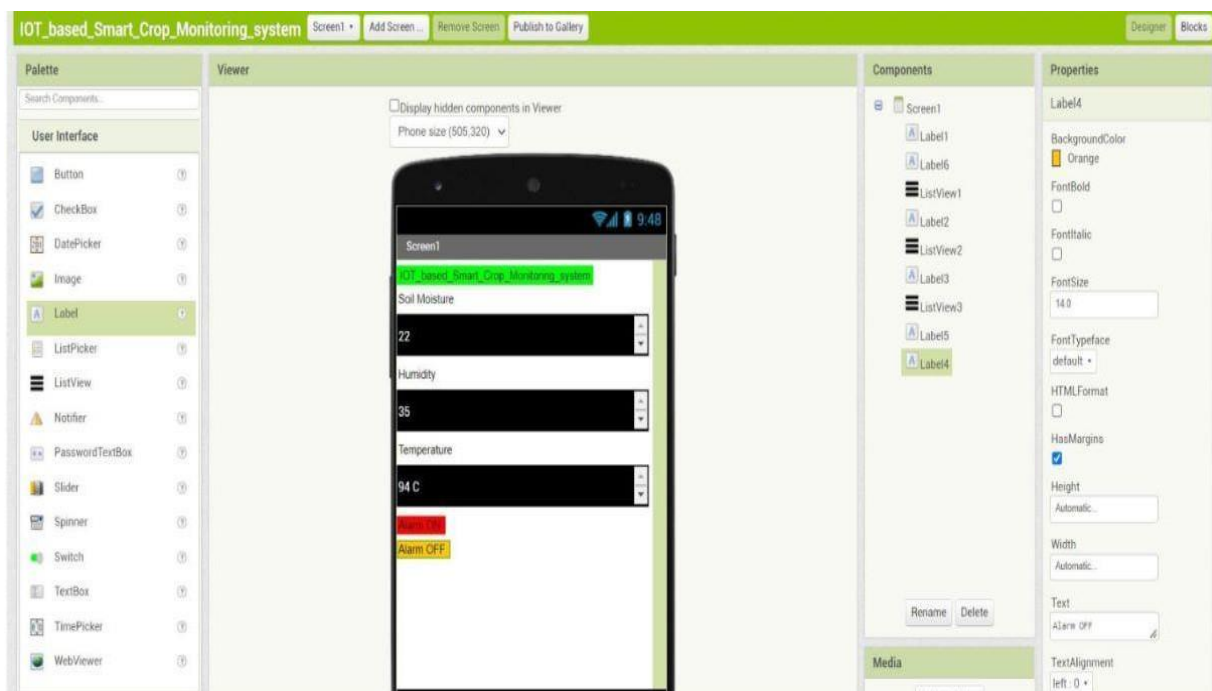 IOT_based_Smart_Crop_Monitoring_system Screen1 Add Screen ... Remove Screen Publish to Gallery Designer Blocks
Palette
Search Components...
User Interface
Button
CheckBox
DatePicker
Image
Label
ListPicker
ListView
Notifier
PasswordTextBox
Slider
Spinner
Switch
TextBox
TimePicker
WebViewer
Viewer
Display hidden components in Viewer
Phone size (505,320)
9:48
Screen1
IOT_based_Smart_Crop_Monitoring_system
Soil Moisture
22
Humidity
35
Temperature
94 C
Alarm ON
Alarm OFF
Components
Screen1
Label1
Label6
ListView1
Label2
ListView2
Label3
ListView3
Label5
Label4
Rename Delete
Media
Properties
Label4
BackgroundColor
Orange
FontBold
FontItalic
FontSize
14.0
FontTypeface
default
HTMLFormat
HasMargins
Height
Automatic...
Width
Automatic...
Text
Alarm OFF
TextAlignment
left : 0